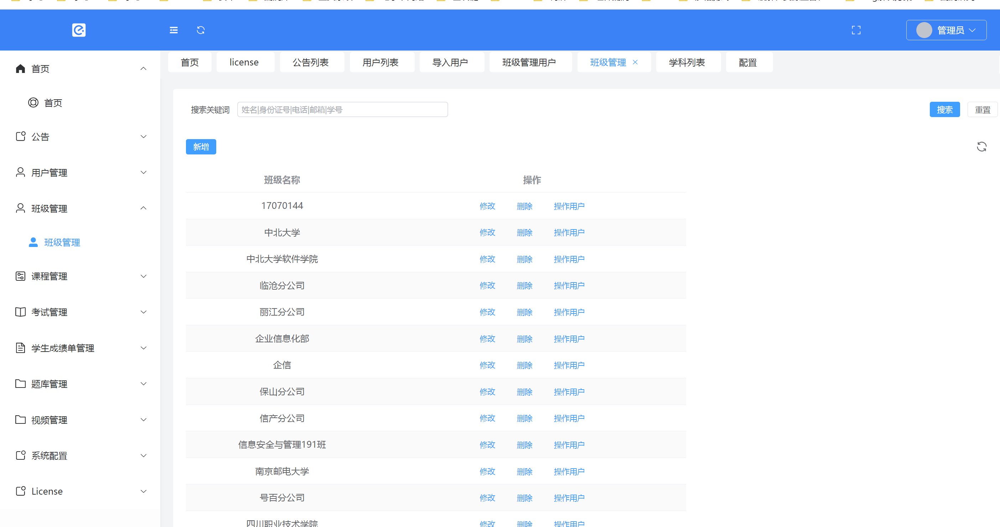 管理员
首页
首页
公告
用户管理
班级管理
班级管理
课程管理
考试管理
学生成绩单管理
题库管理
视频管理
系统配置
License
首页 license 公告列表 用户列表 导入用户 班级管理用户 班级管理 学科列表 配置
搜索关键词 姓名|身份证号|电话|邮箱|学号 搜索 重置
新增
班级名称 操作
17070144 修改 删除 操作用户
中北大学 修改 删除 操作用户
中北大学软件学院 修改 删除 操作用户
临沧分公司 修改 删除 操作用户
丽江分公司 修改 删除 操作用户
企业信息化部 修改 删除 操作用户
企信 修改 删除 操作用户
保山分公司 修改 删除 操作用户
信产分公司 修改 删除 操作用户
信息安全与管理191班 修改 删除 操作用户
南京邮电大学 修改 删除 操作用户
号百分公司 修改 删除 操作用户
四川职业技术学院 修改 删除 操作用户